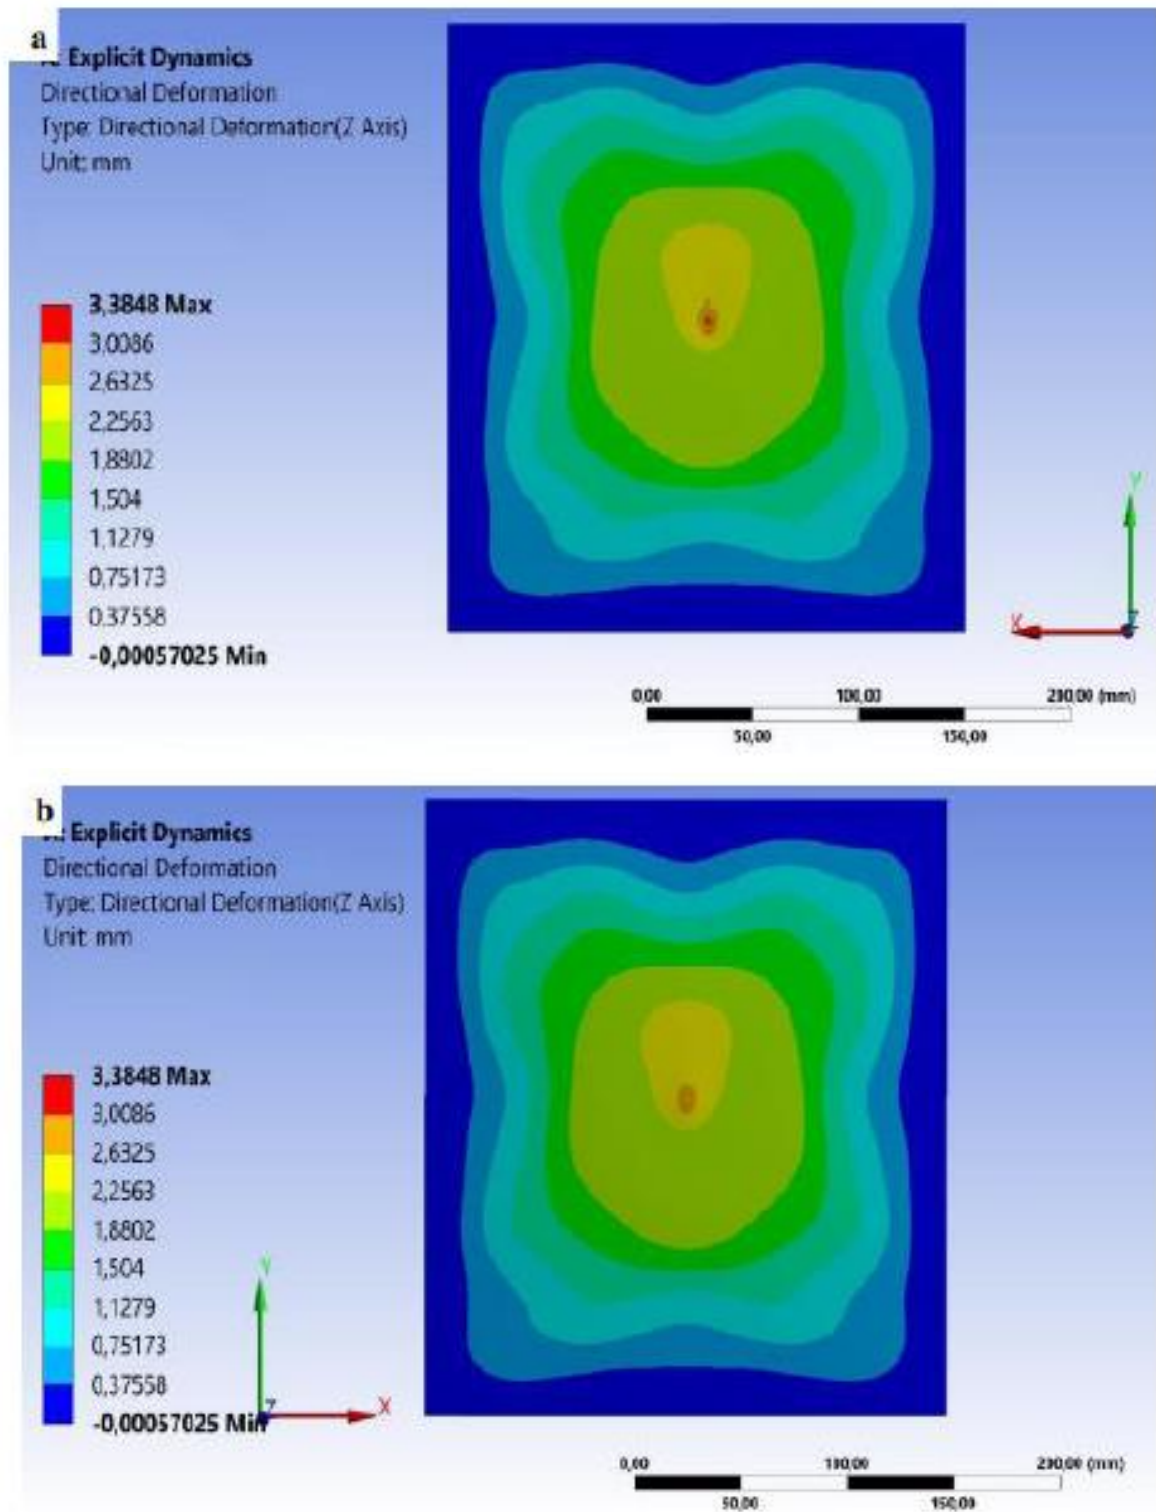 a
A: Explicit Dynamics
Directional Deformation
Type: Directional Deformation(Z Axis)
Unit: mm
3,3848 Max
3,0086
2,6325
2,2563
1,8802
1,504
1,1279
0,75173
0,37558
-0,00057025 Min
Y
X
Z
0,00
100,00
200,00 (mm)
50,00
150,00
b
A: Explicit Dynamics
Directional Deformation
Type: Directional Deformation(Z Axis)
Unit: mm
3,3848 Max
3,0086
2,6325
2,2563
1,8802
1,504
1,1279
0,75173
0,37558
-0,00057025 Min
Y
Z
X
0,00
100,00
200,00 (mm)
50,00
150,00